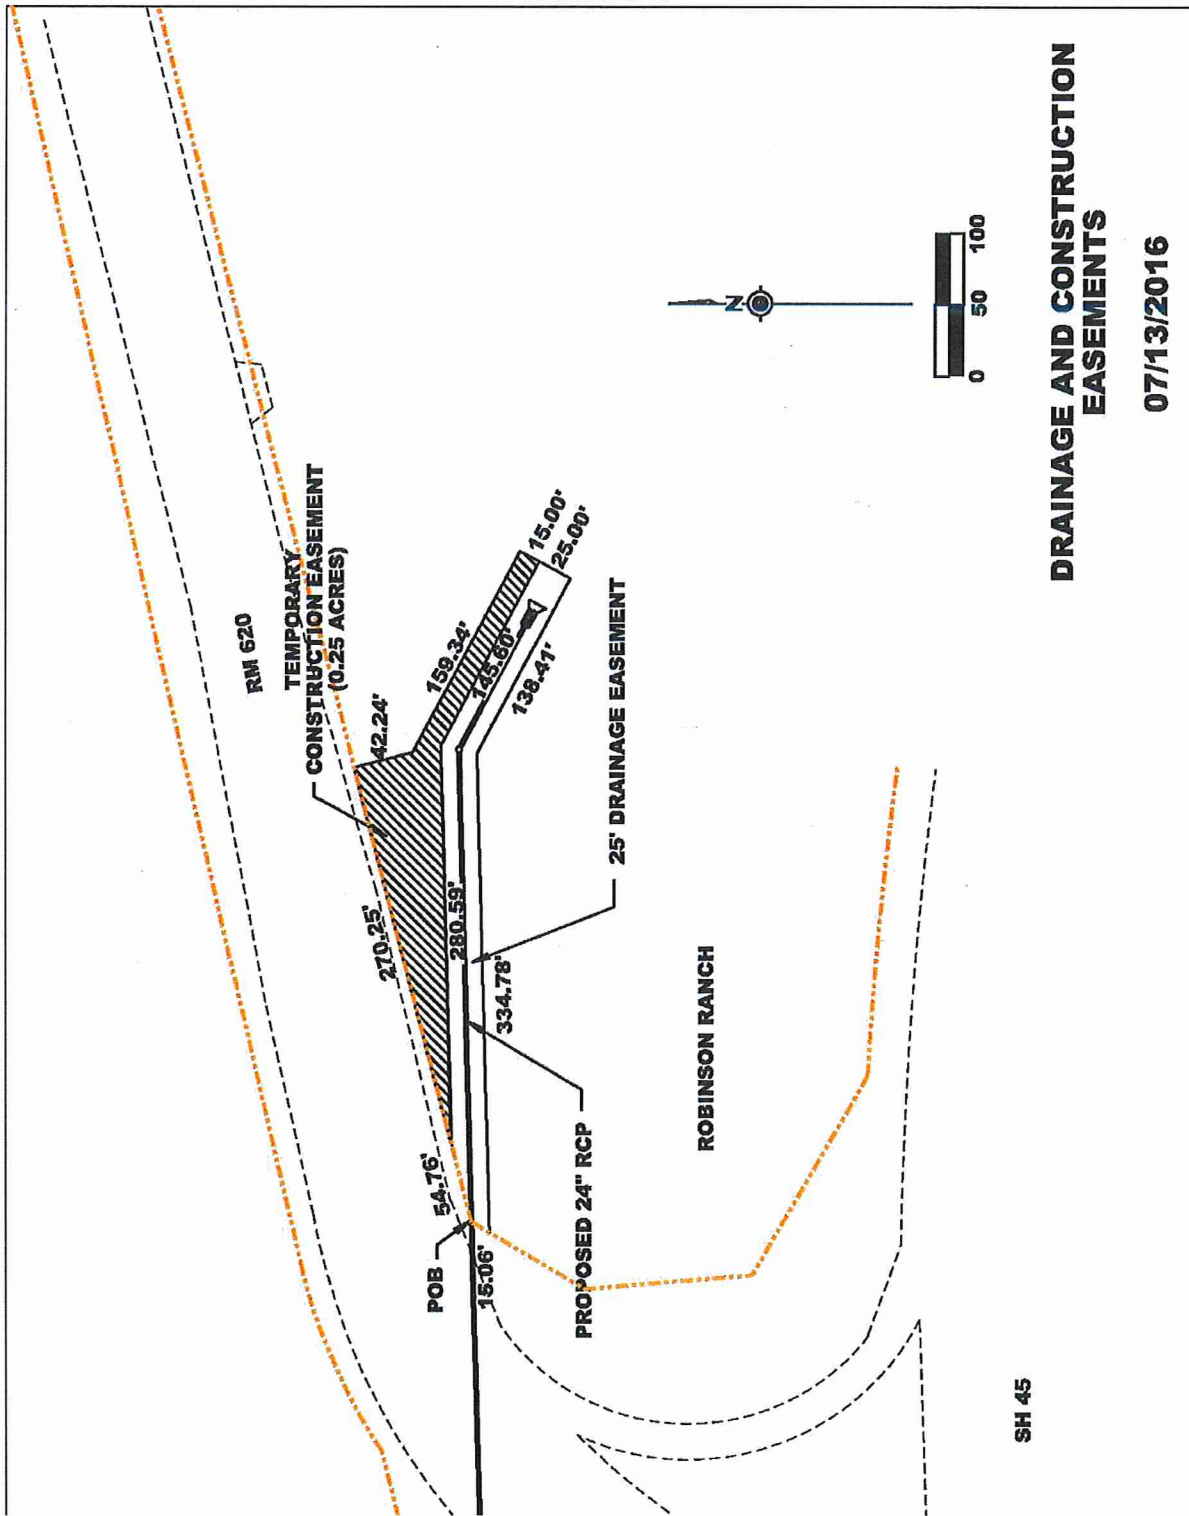 RM 620
TEMPORARY
CONSTRUCTION EASEMENT
(0.25 ACRES)
42.24'
159.34'
15.00'
25.00'
145.60'
138.41'
270.25'
280.59'
334.78'
25' DRAINAGE EASEMENT
54.76'
POB
15.06'
PROPOSED 24" RCP
ROBINSON RANCH
SH 45
N
0
50
100
DRAINAGE AND CONSTRUCTION
EASEMENTS
07/13/2016